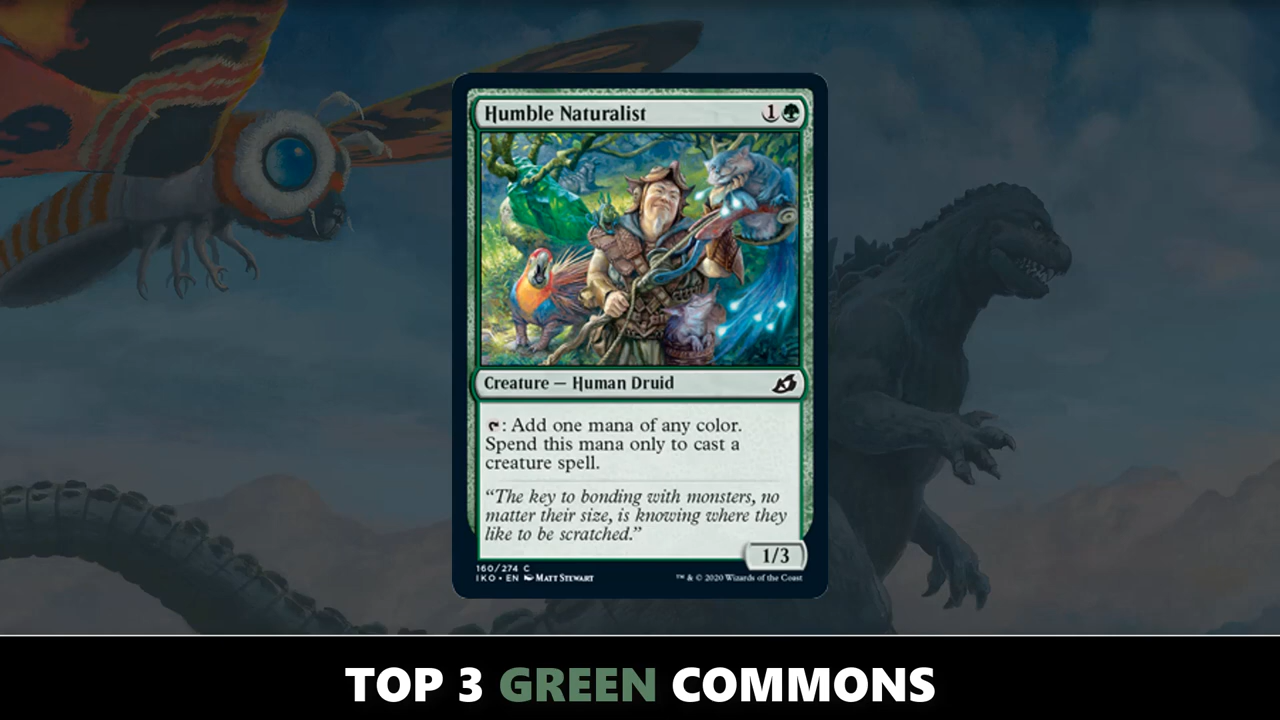 Humble Naturalist 1
Creature — Human Druid
: Add one mana of any color.
Spend this mana only to cast a
creature spell.
“The key to bonding with monsters, no
matter their size, is knowing where they
like to be scratched.”
1/3
160/274 C
IKO • EN Matt Stewart
™ & © 2020 Wizards of the Coast
TOP 3 GREEN COMMONS